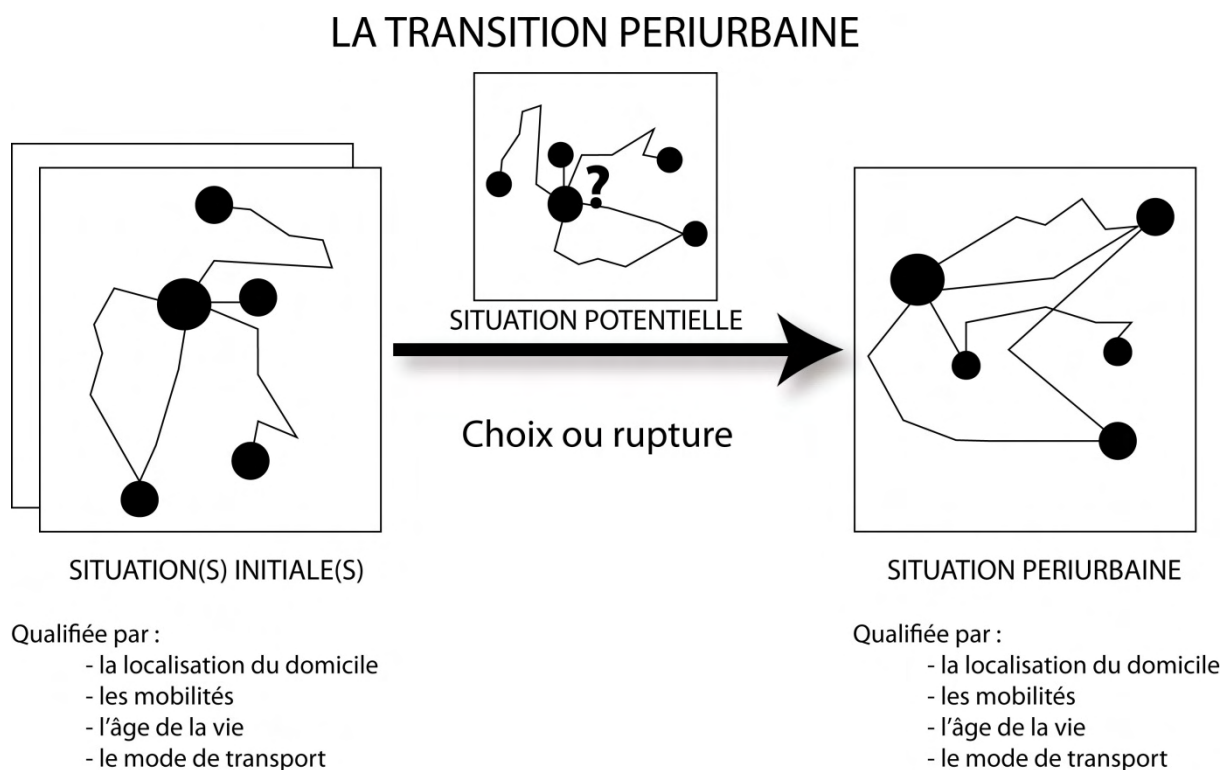 LA TRANSITION PERIURBAINE
?
SITUATION POTENTIELLE
Choix ou rupture
SITUATION(S) INITIALE(S)
Qualifiée par :
- la localisation du domicile
- les mobilités
- l'âge de la vie
- le mode de transport
SITUATION PERIURBAINE
Qualifiée par :
- la localisation du domicile
- les mobilités
- l'âge de la vie
- le mode de transport